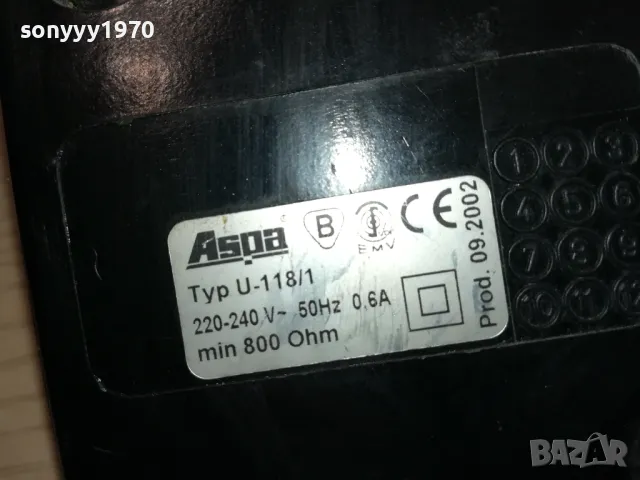 sonyyy1970
Aspa
B
EMV
CE
Typ U-118/1
220-240 V~ 50Hz 0,6A
min 800 Ohm
Prod. 09.2002
1 2 3
4 5 6
7 8 9
10 11 12
BAZAR